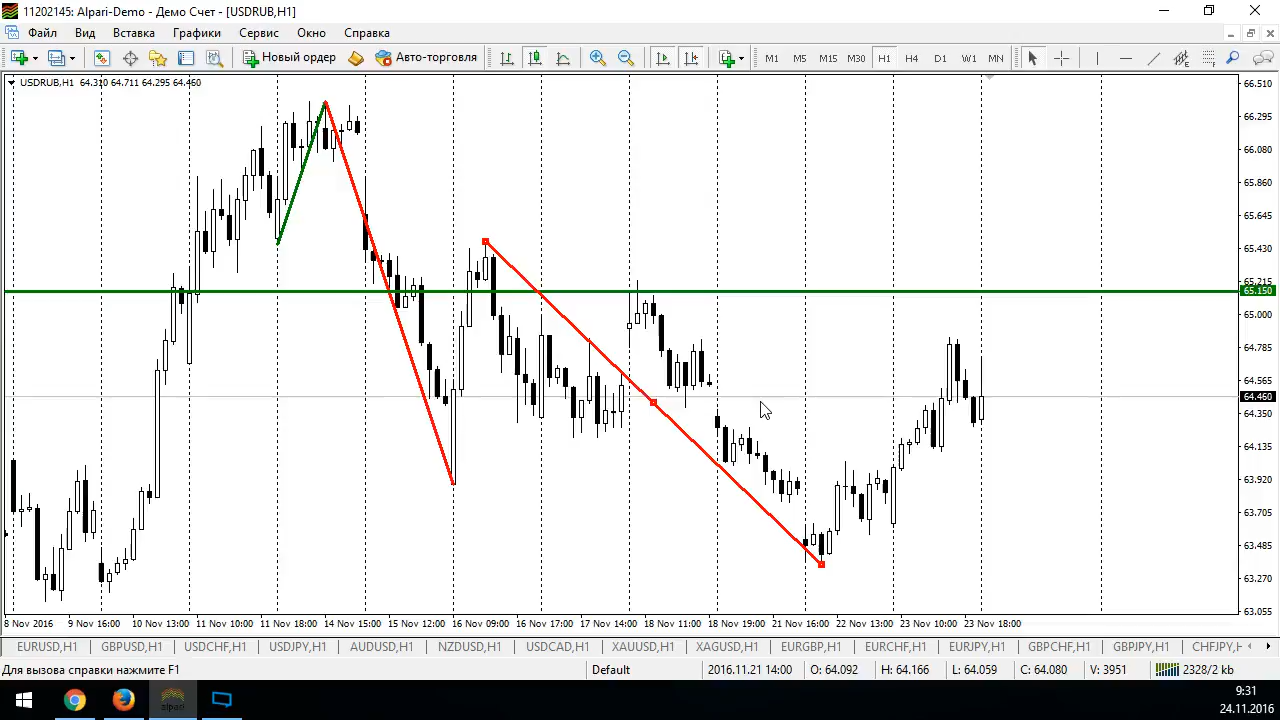 11202145: Alpari-Demo - Демо Счет - [USDRUB,H1]
Файл Вид Вставка Графики Сервис Окно Справка
Новый ордер Авто-торговля M1 M5 M15 M30 H1 H4 D1 W1 MN
USDRUB,H1 64.320 64.711 64.295 64.460
66.510
66.295
66.080
65.860
65.645
65.430
65.215
65.150
65.000
64.785
64.565
64.460
64.350
64.135
63.920
63.705
63.485
63.270
63.055
8 Nov 2016 9 Nov 16:00 11 Nov 2016 11 Nov 10:00 11 Nov 18:00 14 Nov 15:00 15 Nov 12:00 16 Nov 09:00 16 Nov 17:00 17 Nov 14:00 18 Nov 11:00 18 Nov 19:00 21 Nov 16:00 22 Nov 13:00 23 Nov 10:00 23 Nov 18:00
EURUSD,H1 GBPUSD,H1 USDCHF,H1 USDJPY,H1 AUDUSD,H1 NZDUSD,H1 USDCAD,H1 XAUUSD,H1 XAGUSD,H1 EURGBP,H1 EURCHF,H1 EURJPY,H1 GBPCHF,H1 GBPJPY,H1 CHFJPY,H
Для вызова справки нажмите F1 Default 2016.11.21 14:00 O: 64.092 H: 64.166 L: 64.059 C: 64.080 V: 3951 2328/2 kb
alpari
9:31
24.11.2016